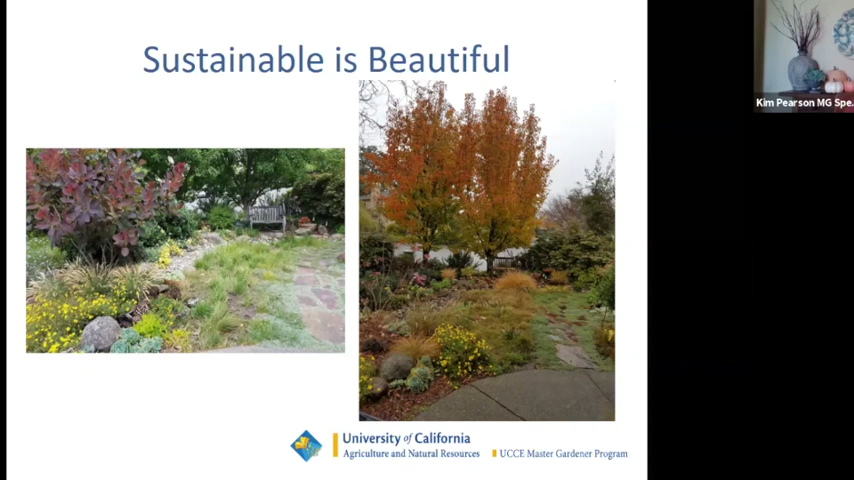 Sustainable is Beautiful
Kim Pearson MG Spe...
University of California
Agriculture and Natural Resources
UCCE Master Gardener Program